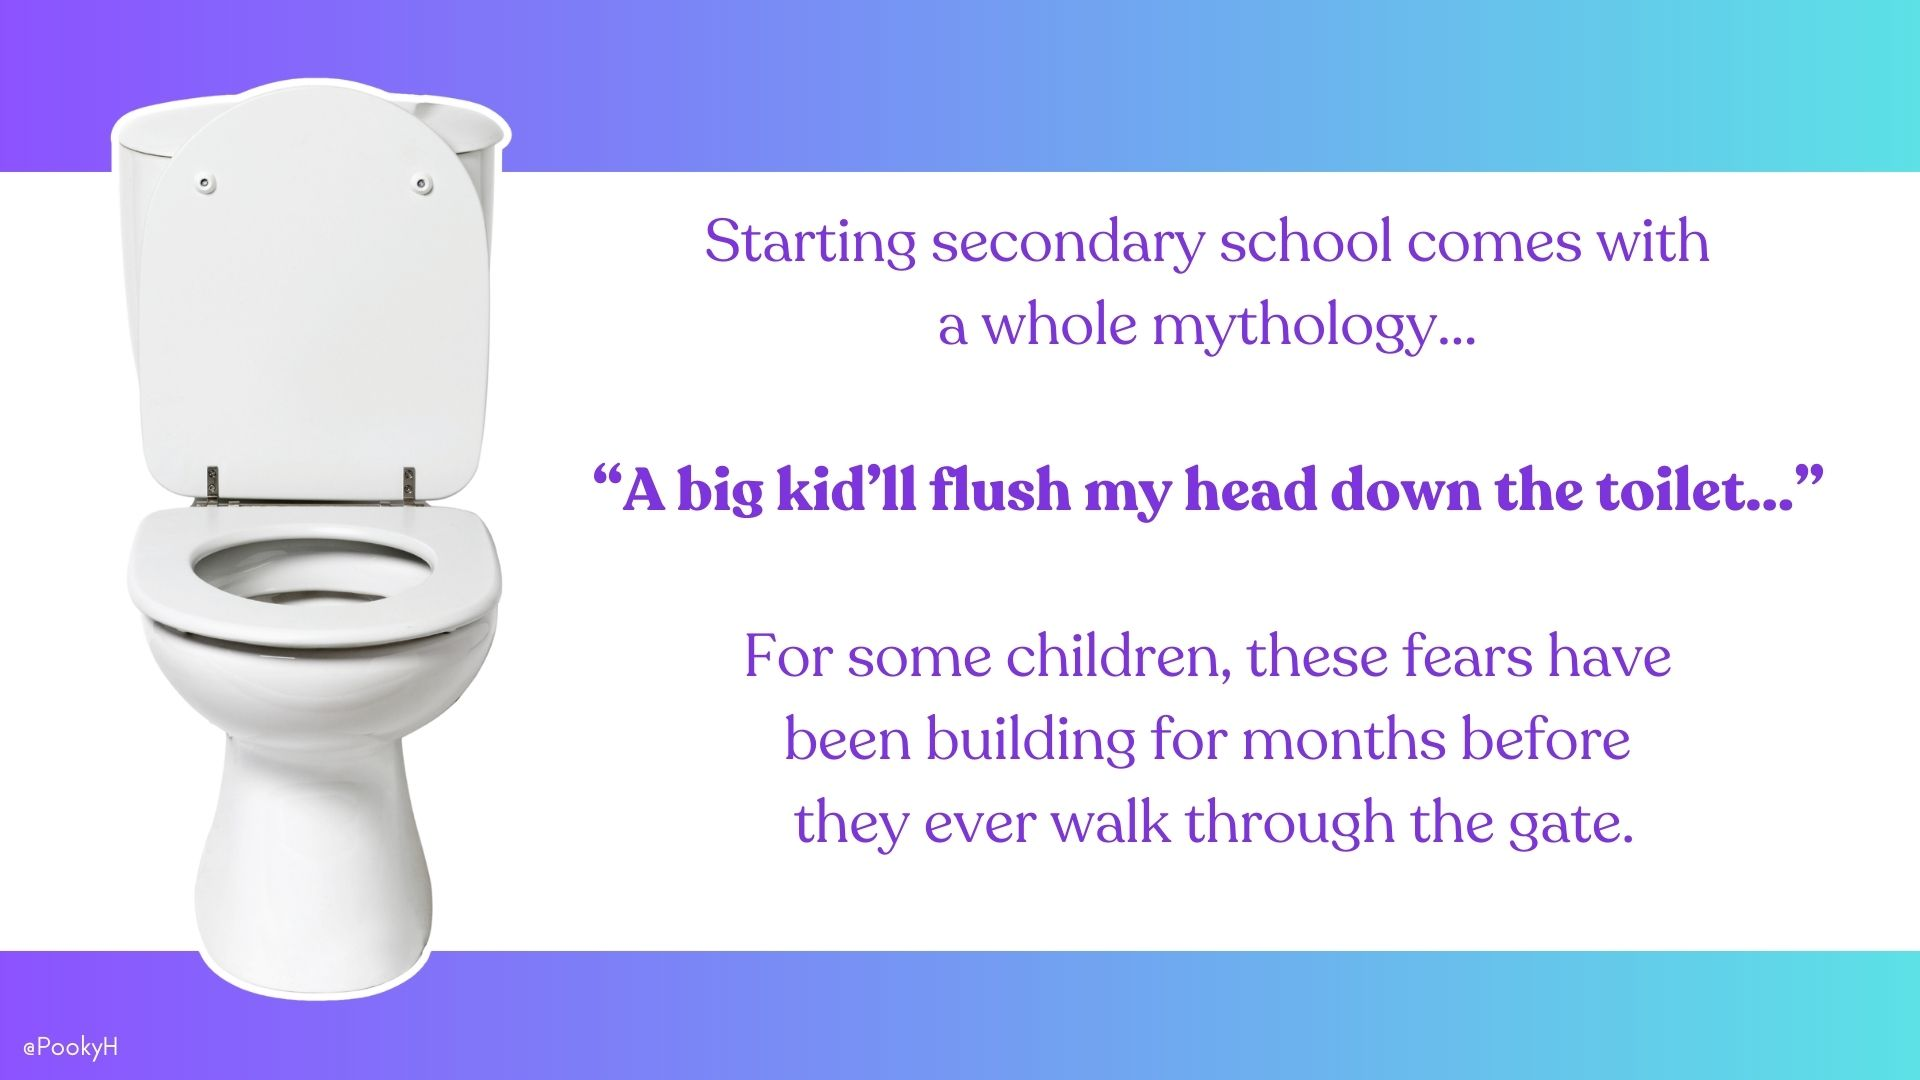 Starting secondary school comes with
a whole mythology...
“A big kid’ll flush my head down the toilet...”
For some children, these fears have
been building for months before
they ever walk through the gate.
@PookyH